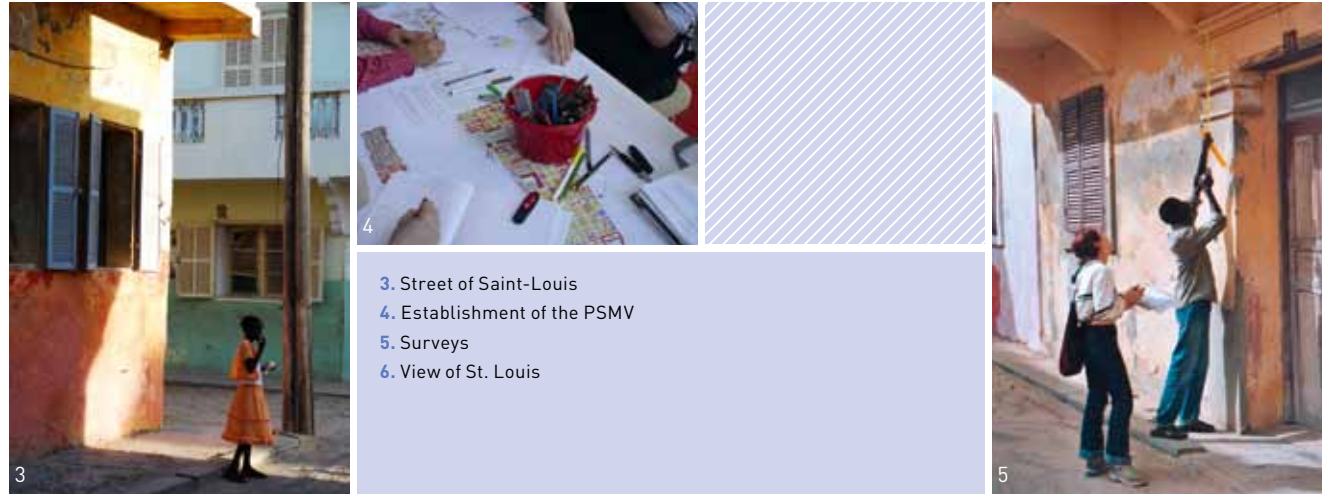 4
3. Street of Saint-Louis
4. Establishment of the PSMV
5. Surveys
6. View of St. Louis
3
5